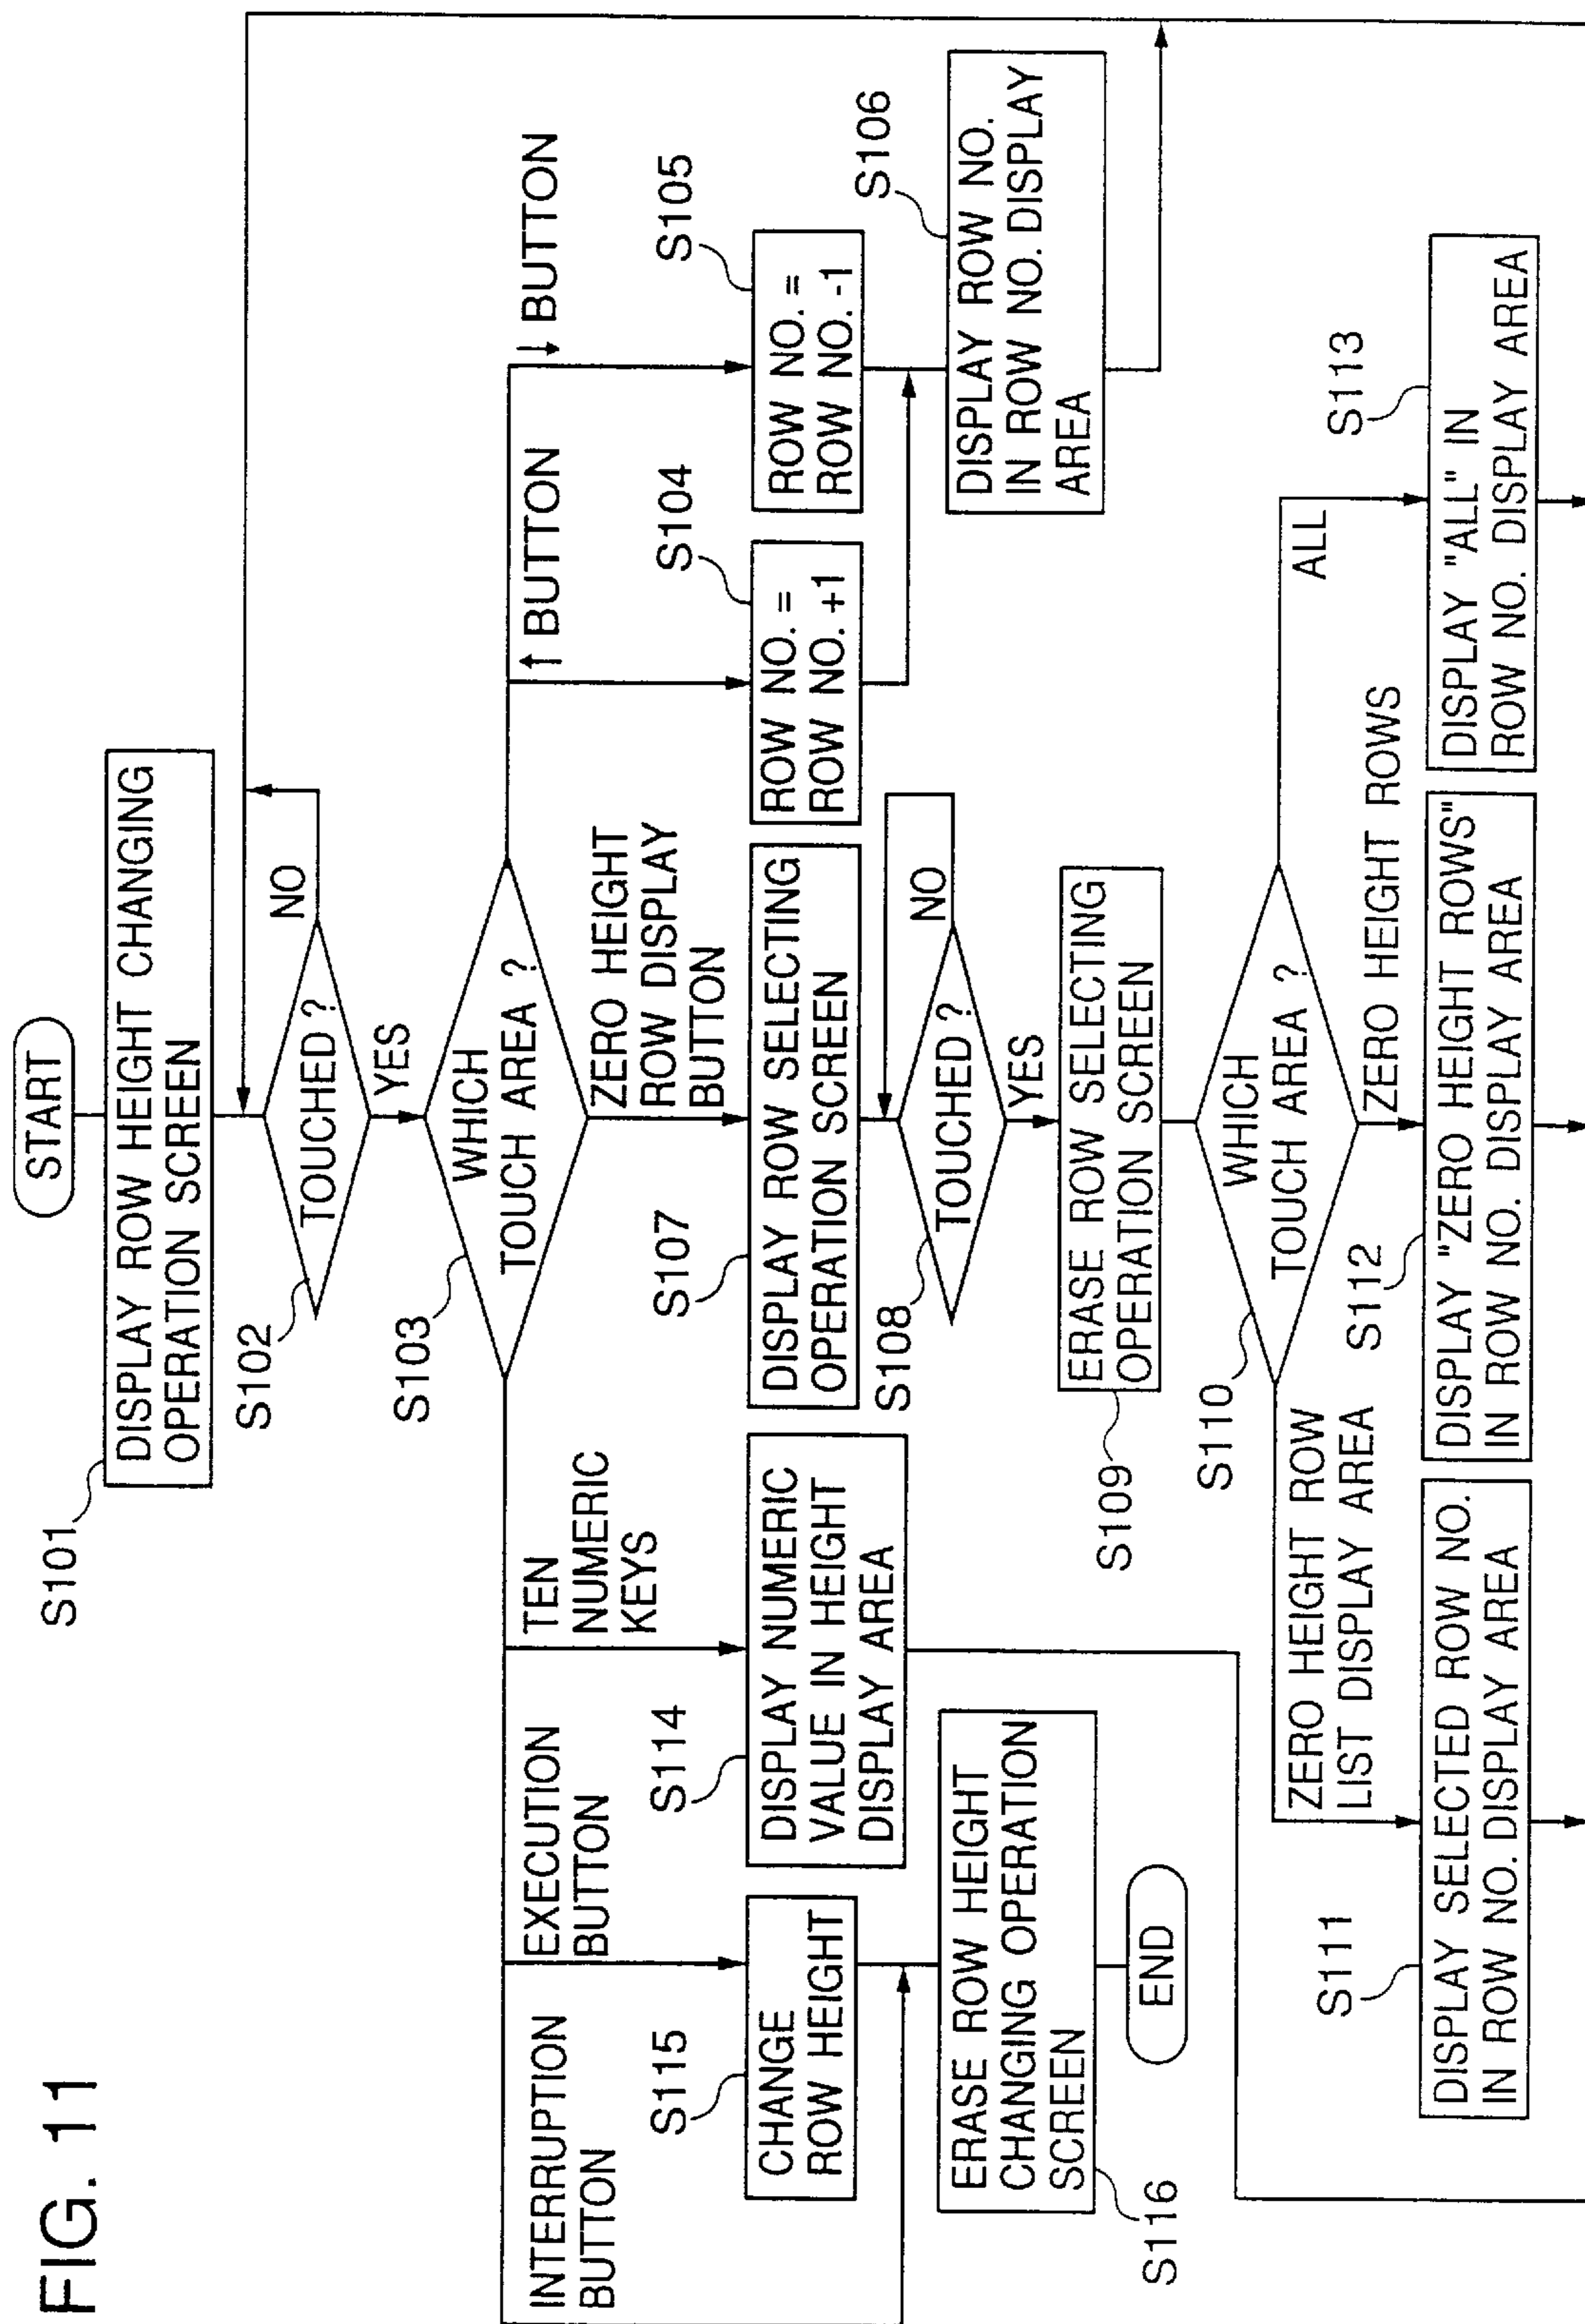 FIG. 11
START
S101
DISPLAY ROW HEIGHT CHANGING
OPERATION SCREEN
S102
TOUCHED ?
NO
YES
S103
WHICH
TOUCH AREA ?
INTERRUPTION
BUTTON
EXECUTION
BUTTON
TEN
NUMERIC
KEYS
ZERO HEIGHT
ROW DISPLAY
BUTTON
↑ BUTTON
↓ BUTTON
S115
CHANGE
ROW HEIGHT
S114
DISPLAY NUMERIC
VALUE IN HEIGHT
DISPLAY AREA
S107
DISPLAY ROW SELECTING
OPERATION SCREEN
S104
ROW NO. =
ROW NO. +1
S105
ROW NO. =
ROW NO. -1
S116
ERASE ROW HEIGHT
CHANGING OPERATION
SCREEN
END
S108
TOUCHED ?
NO
YES
S106
DISPLAY ROW NO.
IN ROW NO. DISPLAY
AREA
S109
ERASE ROW SELECTING
OPERATION SCREEN
S110
WHICH
TOUCH AREA ?
ZERO HEIGHT ROW
LIST DISPLAY AREA
ZERO HEIGHT ROWS
ALL
S111
DISPLAY SELECTED ROW NO.
IN ROW NO. DISPLAY AREA
S112
DISPLAY "ZERO HEIGHT ROWS"
IN ROW NO. DISPLAY AREA
S113
DISPLAY "ALL" IN
ROW NO. DISPLAY AREA